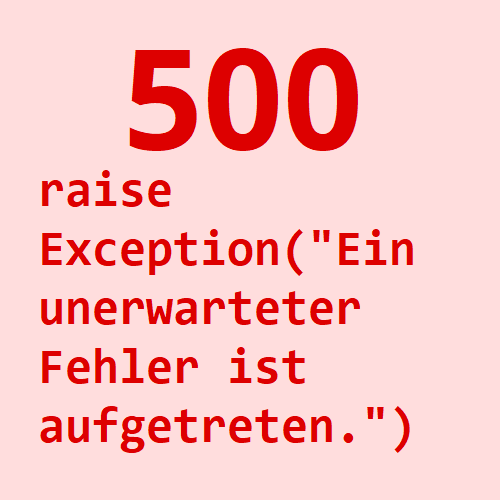 500
raise
Exception("Ein
unerwarteter
Fehler ist
aufgetreten.")